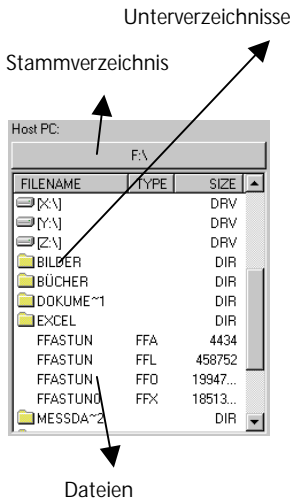 Unterverzeichnisse
Stammverzeichnis
Host PC:
F:\
FILENAME TYPE SIZE
[X:\] DRV
[Y:\] DRV
[Z:\] DRV
BILDER DIR
BÜCHER DIR
DOKUME~1 DIR
EXCEL DIR
FFASTUN FFA 4434
FFASTUN FFL 458752
FFASTUN FFO 19947...
FFASTUN0 FFX 18513...
MESSDA~2 DIR
Dateien